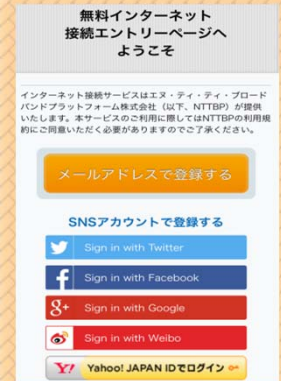 無料インターネット
接続エントリーページへ
ようこそ
インターネット接続サービスはエヌ・ティ・ティ・ブロード
バンドプラットフォーム株式会社（以下、NTTBP）が提供
いたします。本サービスのご利用に際してはNTTBPの利用規
約にご同意いただく必要がありますのでご了承ください。
メールアドレスで登録する
SNSアカウントで登録する
Sign in with Twitter
Sign in with Facebook
8+ Sign in with Google
Sign in with Weibo
Y? Yahoo! JAPAN IDでログイン